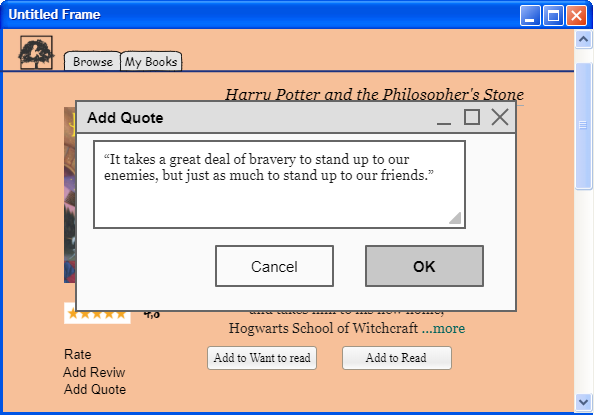 Untitled Frame
Browse
My Books
Harry Potter and the Philosopher's Stone
Add Quote
“It takes a great deal of bravery to stand up to our
enemies, but just as much to stand up to our friends.”
Cancel
OK
and takes him to his new home,
Hogwarts School of Witchcraft ...more
Rate
Add Reviw
Add Quote
Add to Want to read
Add to Read